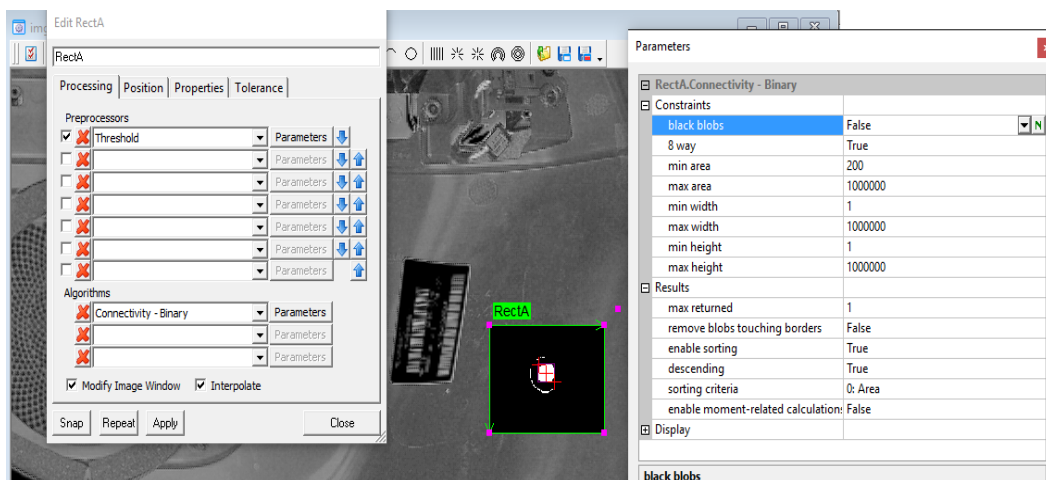 img
Edit RectA
RectA
Processing Position Properties Tolerance
Preprocessors
Threshold Parameters
Parameters
Parameters
Parameters
Parameters
Parameters
Parameters
Algorithms
Connectivity - Binary Parameters
Parameters
Parameters
Modify Image Window Interpolate
Snap Repeat Apply Close
RectA
Parameters
RectA.Connectivity - Binary
Constraints
black blobs False N
8 way True
min area 200
max area 1000000
min width 1
max width 1000000
min height 1
max height 1000000
Results
max returned 1
remove blobs touching borders False
enable sorting True
descending True
sorting criteria 0: Area
enable moment-related calculation: False
Display
black blobs